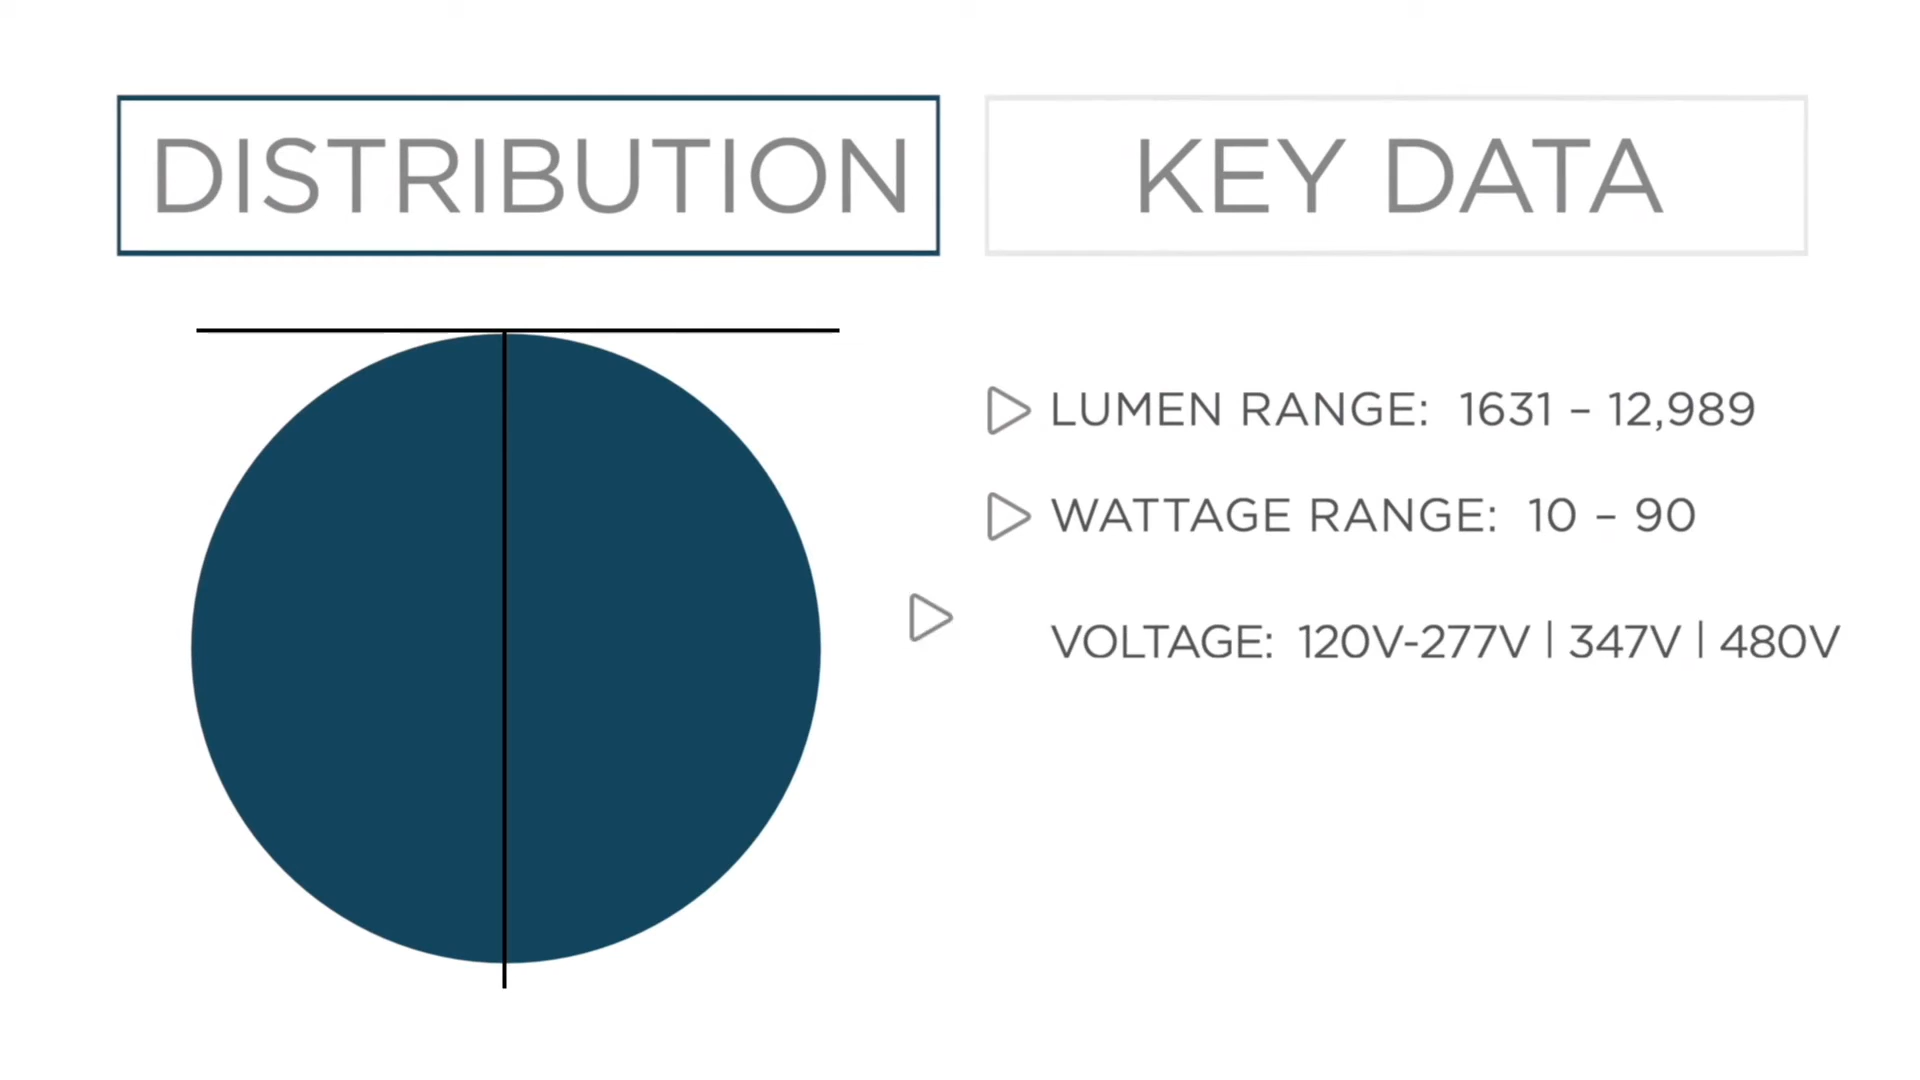 DISTRIBUTION
KEY DATA
LUMEN RANGE: 1631 – 12,989
WATTAGE RANGE: 10 – 90
VOLTAGE: 120V-277V | 347V | 480V